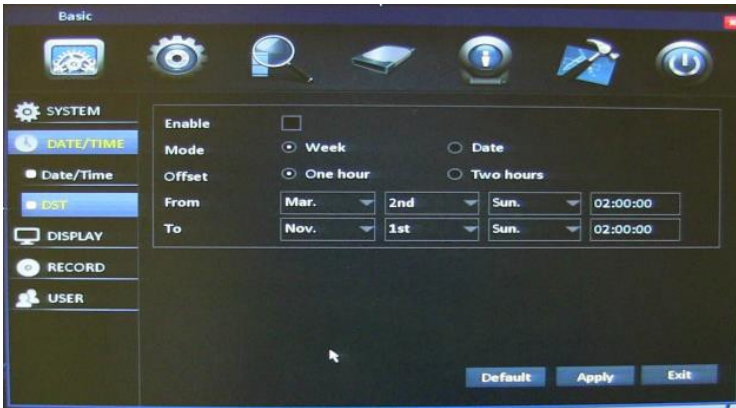 Basic
SYSTEM
DATE/TIME
Date/Time
DST
DISPLAY
RECORD
USER
Enable
Mode Week Date
Offset One hour Two hours
From Mar. 2nd Sun. 02:00:00
To Nov. 1st Sun. 02:00:00
Default Apply Exit